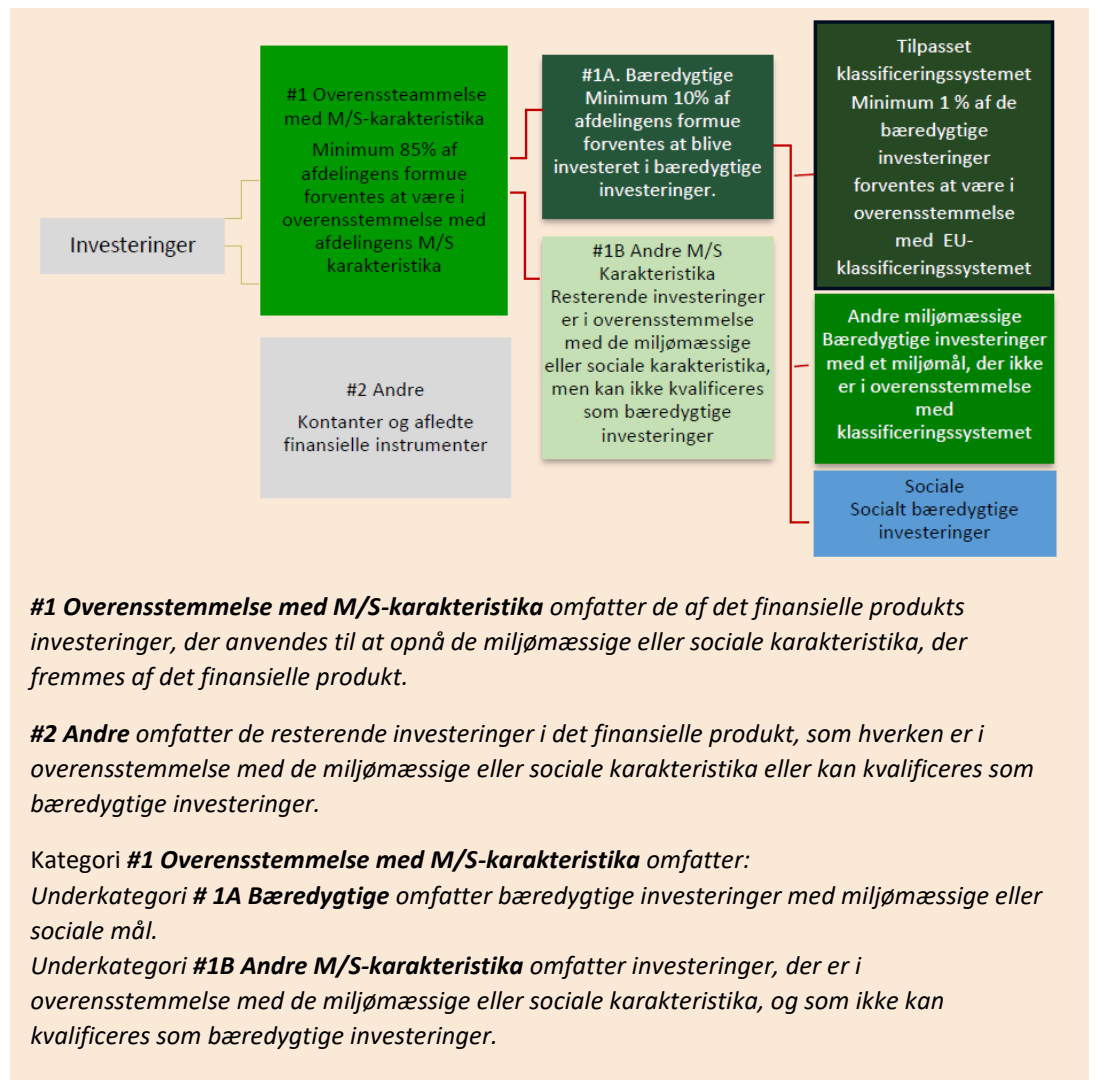 Investeringer
#1 Overenssteammelse
med M/S-karakteristika
Minimum 85% af
afdelingens formue
forventes at være i
overensstemmelse med
afdelingens M/S
karakteristika
#2 Andre
Kontanter og afledte
finansielle instrumenter
#1A. Bæredygtige
Minimum 10% af
afdelingens formue
forventes at blive
investeret i bæredygtige
investeringer.
#1B Andre M/S
Karakteristika
Resterende investeringer
er i overensstemmelse
med de miljømæssige
eller sociale karakteristika,
men kan ikke kvalificeres
som bæredygtige
investeringer
Tilpasset
klassificeringssystemet
Minimum 1 % af de
bæredygtige
investeringer
forventes at være i
overensstemmelse
med EU-
klassificeringssystemet
Andre miljømæssige
Bæredygtige investeringer
med et miljømål, der ikke
er i overensstemmelse
med
klassificeringssystemet
Sociale
Socialt bæredygtige
investeringer
#1 Overensstemmelse med M/S-karakteristika omfatter de af det finansielle produkts
investeringer, der anvendes til at opnå de miljømæssige eller sociale karakteristika, der
fremmes af det finansielle produkt.
#2 Andre omfatter de resterende investeringer i det finansielle produkt, som hverken er i
overensstemmelse med de miljømæssige eller sociale karakteristika eller kan kvalificeres som
bæredygtige investeringer.
Kategori #1 Overensstemmelse med M/S-karakteristika omfatter:
Underkategori # 1A Bæredygtige omfatter bæredygtige investeringer med miljømæssige eller
sociale mål.
Underkategori #1B Andre M/S-karakteristika omfatter investeringer, der er i
overensstemmelse med de miljømæssige eller sociale karakteristika, og som ikke kan
kvalificeres som bæredygtige investeringer.